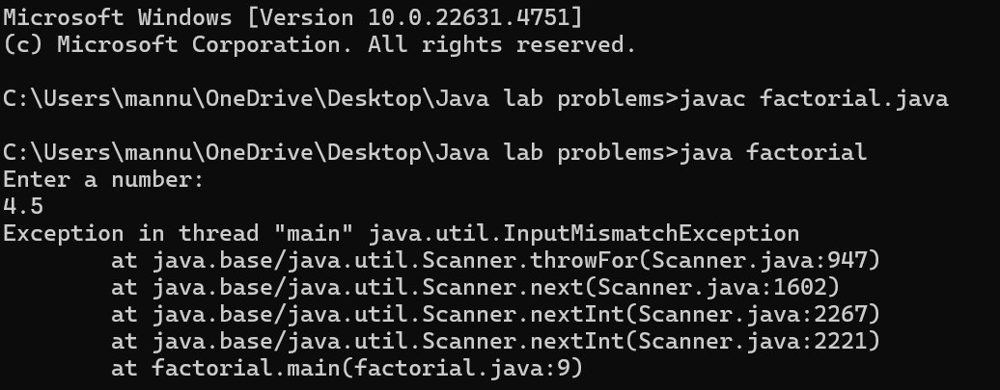 Microsoft Windows [Version 10.0.22631.4751]
(c) Microsoft Corporation. All rights reserved.
C:\Users\mannu\OneDrive\Desktop\Java lab problems>javac factorial.java
C:\Users\mannu\OneDrive\Desktop\Java lab problems>java factorial
Enter a number:
4.5
Exception in thread "main" java.util.InputMismatchException
at java.base/java.util.Scanner.throwFor(Scanner.java:947)
at java.base/java.util.Scanner.next(Scanner.java:1602)
at java.base/java.util.Scanner.nextInt(Scanner.java:2267)
at java.base/java.util.Scanner.nextInt(Scanner.java:2221)
at factorial.main(factorial.java:9)